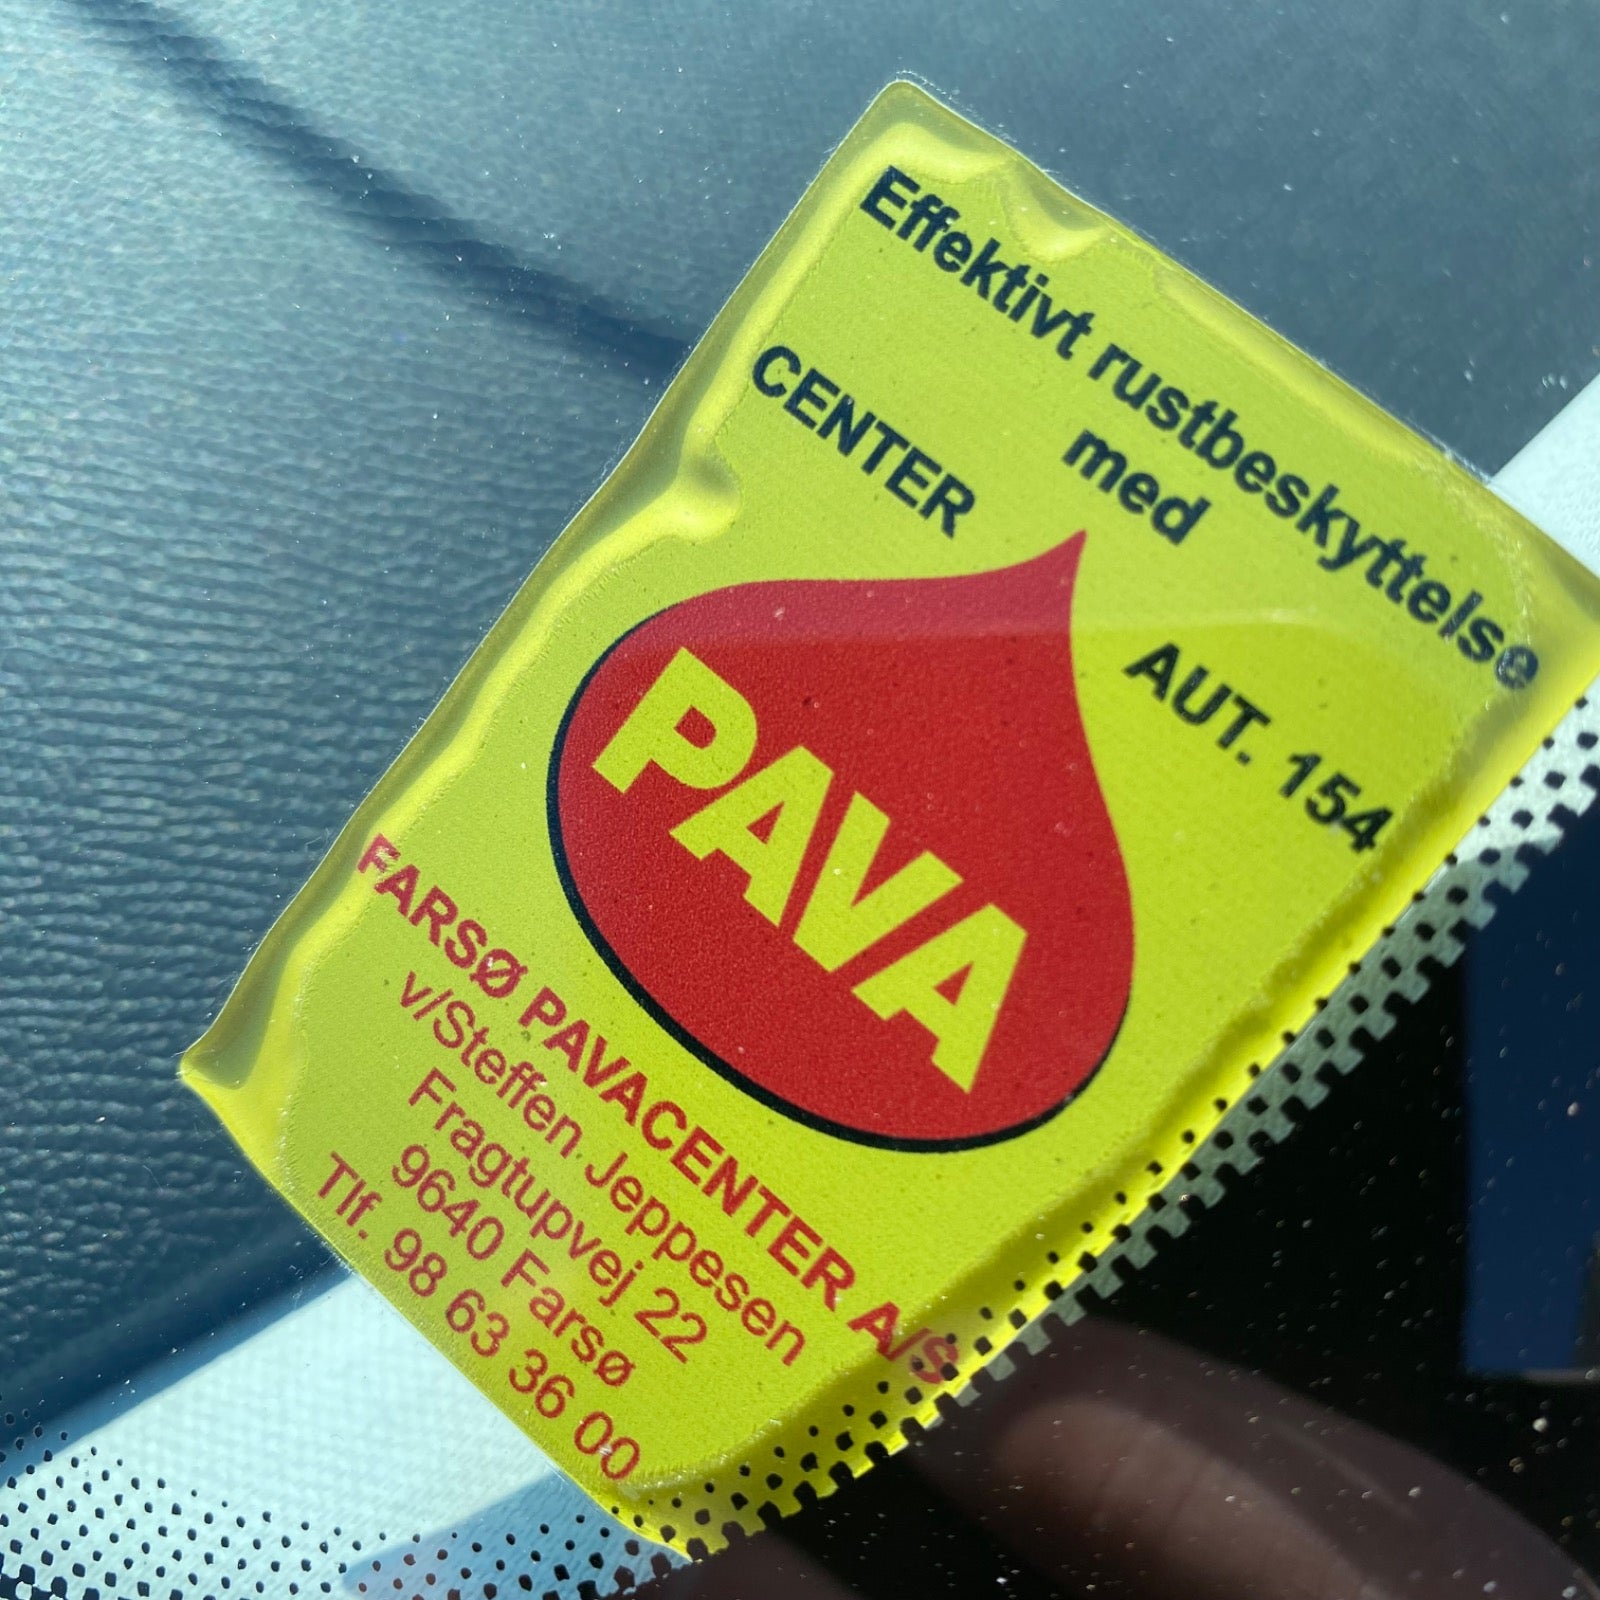 Effektivt rustbeskyttelse
med
CENTER
AUT. 154
PAVA
FARSØ PAVACENTER A/S
v/Steffen Jeppesen
Fragtupvej 22
9640 Farsø
Tlf. 98 63 36 00